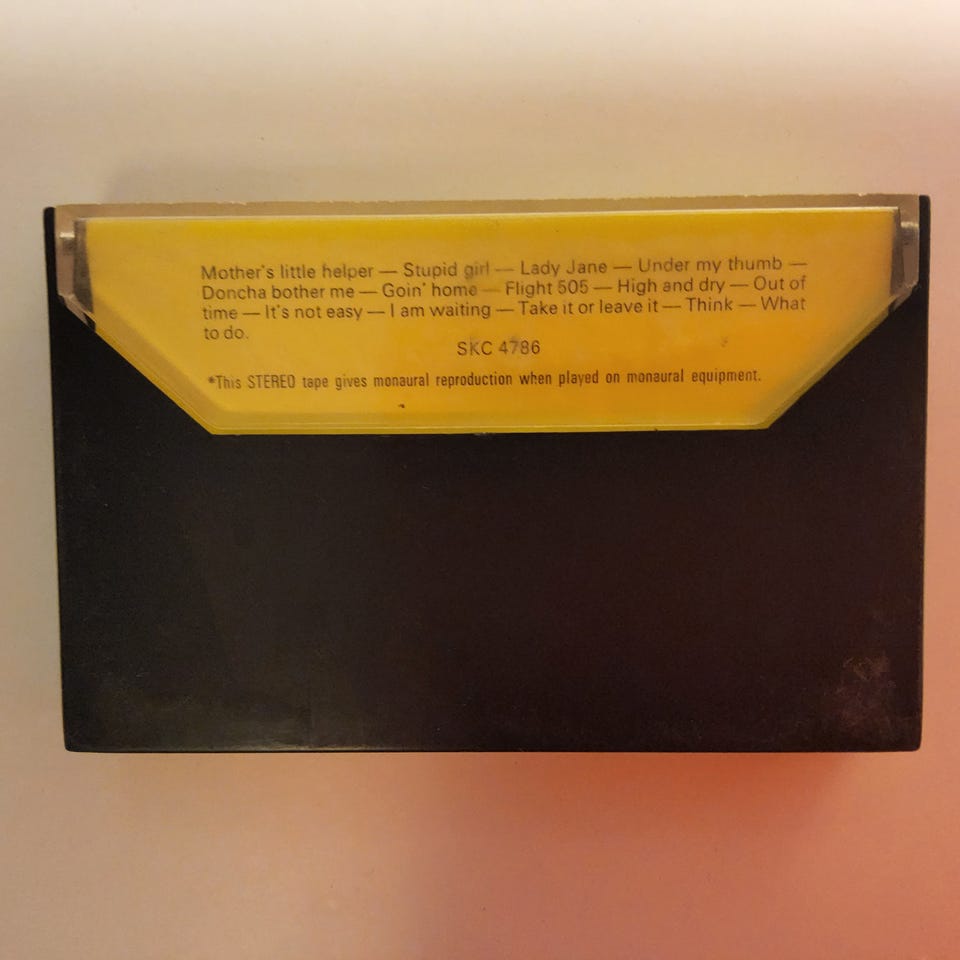 Mother's little helper — Stupid girl — Lady Jane — Under my thumb —
Doncha bother me — Goin' home — Flight 505 — High and dry — Out of
time — It's not easy — I am waiting — Take it or leave it — Think — What
to do.
SKC 4786
*This STEREO tape gives monaural reproduction when played on monaural equipment.